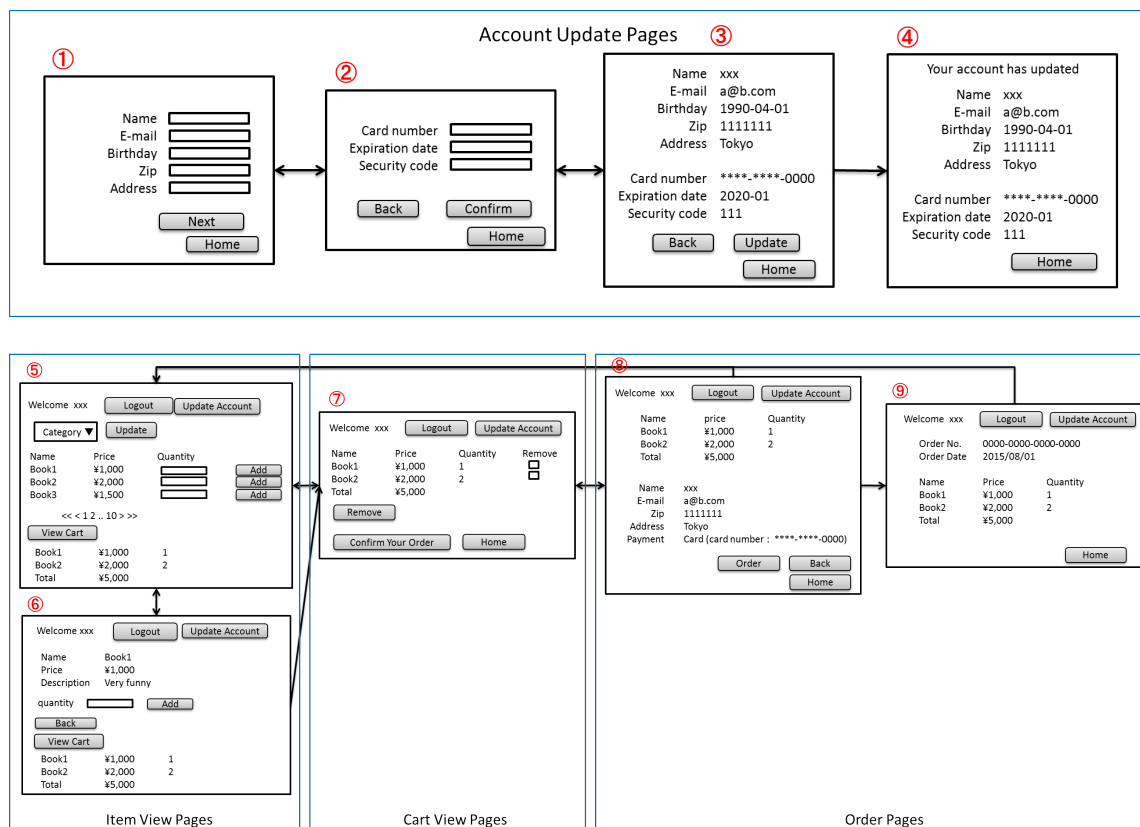 Account Update Pages
①
Name
E-mail
Birthday
Zip
Address
Next
Home
②
Card number
Expiration date
Security code
Back Confirm
Home
③
Name xxx
E-mail a@b.com
Birthday 1990-04-01
Zip 1111111
Address Tokyo
Card number ****-****-0000
Expiration date 2020-01
Security code 111
Back Update
Home
④
Your account has updated
Name xxx
E-mail a@b.com
Birthday 1990-04-01
Zip 1111111
Address Tokyo
Card number ****-****-0000
Expiration date 2020-01
Security code 111
Home
⑤
Welcome xxx Logout Update Account
Category ▼ Update
Name Price Quantity
Book1 ¥1,000 Add
Book2 ¥2,000 Add
Book3 ¥1,500 Add
<< < 1 2 .. 10 > >>
View Cart
Book1 ¥1,000 1
Book2 ¥2,000 2
Total ¥5,000
⑥
Welcome xxx Logout Update Account
Name Book1
Price ¥1,000
Description Very funny
quantity Add
Back
View Cart
Book1 ¥1,000 1
Book2 ¥2,000 2
Total ¥5,000
Item View Pages
⑦
Welcome xxx Logout Update Account
Name Price Quantity Remove
Book1 ¥1,000 1
Book2 ¥2,000 2
Total ¥5,000
Remove
Confirm Your Order Home
Cart View Pages
⑧
Welcome xxx Logout Update Account
Name price Quantity
Book1 ¥1,000 1
Book2 ¥2,000 2
Total ¥5,000
Name xxx
E-mail a@b.com
Zip 1111111
Address Tokyo
Payment Card (card number : ****-****-0000)
Order Back
Home
⑨
Welcome xxx Logout Update Account
Order No. 0000-0000-0000-0000
Order Date 2015/08/01
Name Price Quantity
Book1 ¥1,000 1
Book2 ¥2,000 2
Total ¥5,000
Home
Order Pages